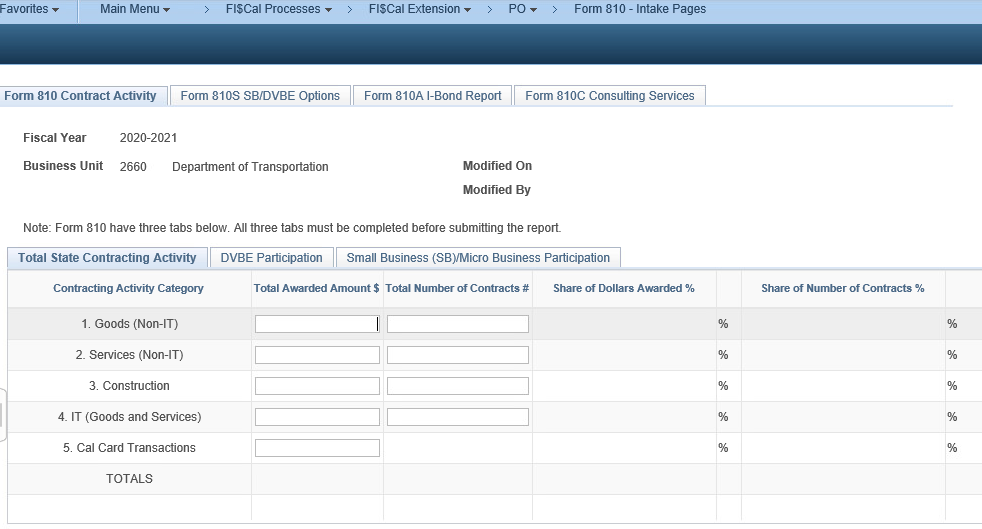 Favorites Main Menu > FI$Cal Processes > FI$Cal Extension > PO > Form 810 - Intake Pages
Form 810 Contract Activity Form 810S SB/DVBE Options Form 810A I-Bond Report Form 810C Consulting Services
Fiscal Year 2020-2021
Business Unit 2660 Department of Transportation Modified On
Modified By
Note: Form 810 have three tabs below. All three tabs must be completed before submitting the report.
Total State Contracting Activity DVBE Participation Small Business (SB)/Micro Business Participation
Contracting Activity Category Total Awarded Amount $ Total Number of Contracts # Share of Dollars Awarded % Share of Number of Contracts %
1. Goods (Non-IT) % %
2. Services (Non-IT) % %
3. Construction % %
4. IT (Goods and Services) % %
5. Cal Card Transactions % %
TOTALS